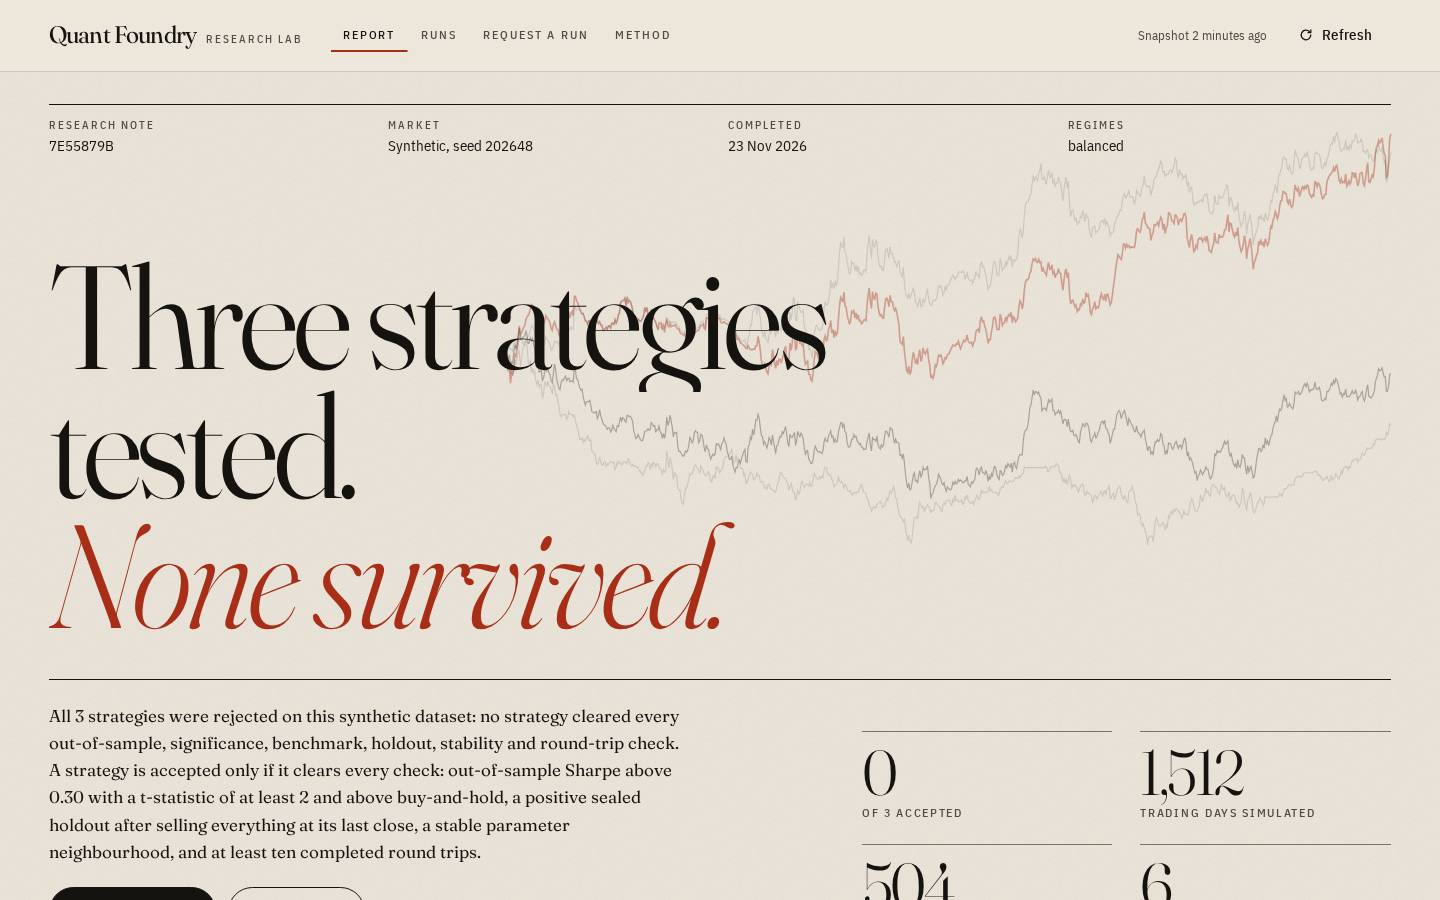 Quant Foundry RESEARCH LAB REPORT RUNS REQUEST A RUN METHOD Snapshot 2 minutes ago Refresh
RESEARCH NOTE MARKET COMPLETED REGIMES
7E55879B Synthetic, seed 202648 23 Nov 2026 balanced
Three strategies
tested.
None survived.
All 3 strategies were rejected on this synthetic dataset: no strategy cleared every
out-of-sample, significance, benchmark, holdout, stability and round-trip check.
A strategy is accepted only if it clears every check: out-of-sample Sharpe above
0.30 with a t-statistic of at least 2 and above buy-and-hold, a positive sealed
holdout after selling everything at its last close, a stable parameter
neighbourhood, and at least ten completed round trips.
0 1,512
OF 3 ACCEPTED TRADING DAYS SIMULATED
504 6